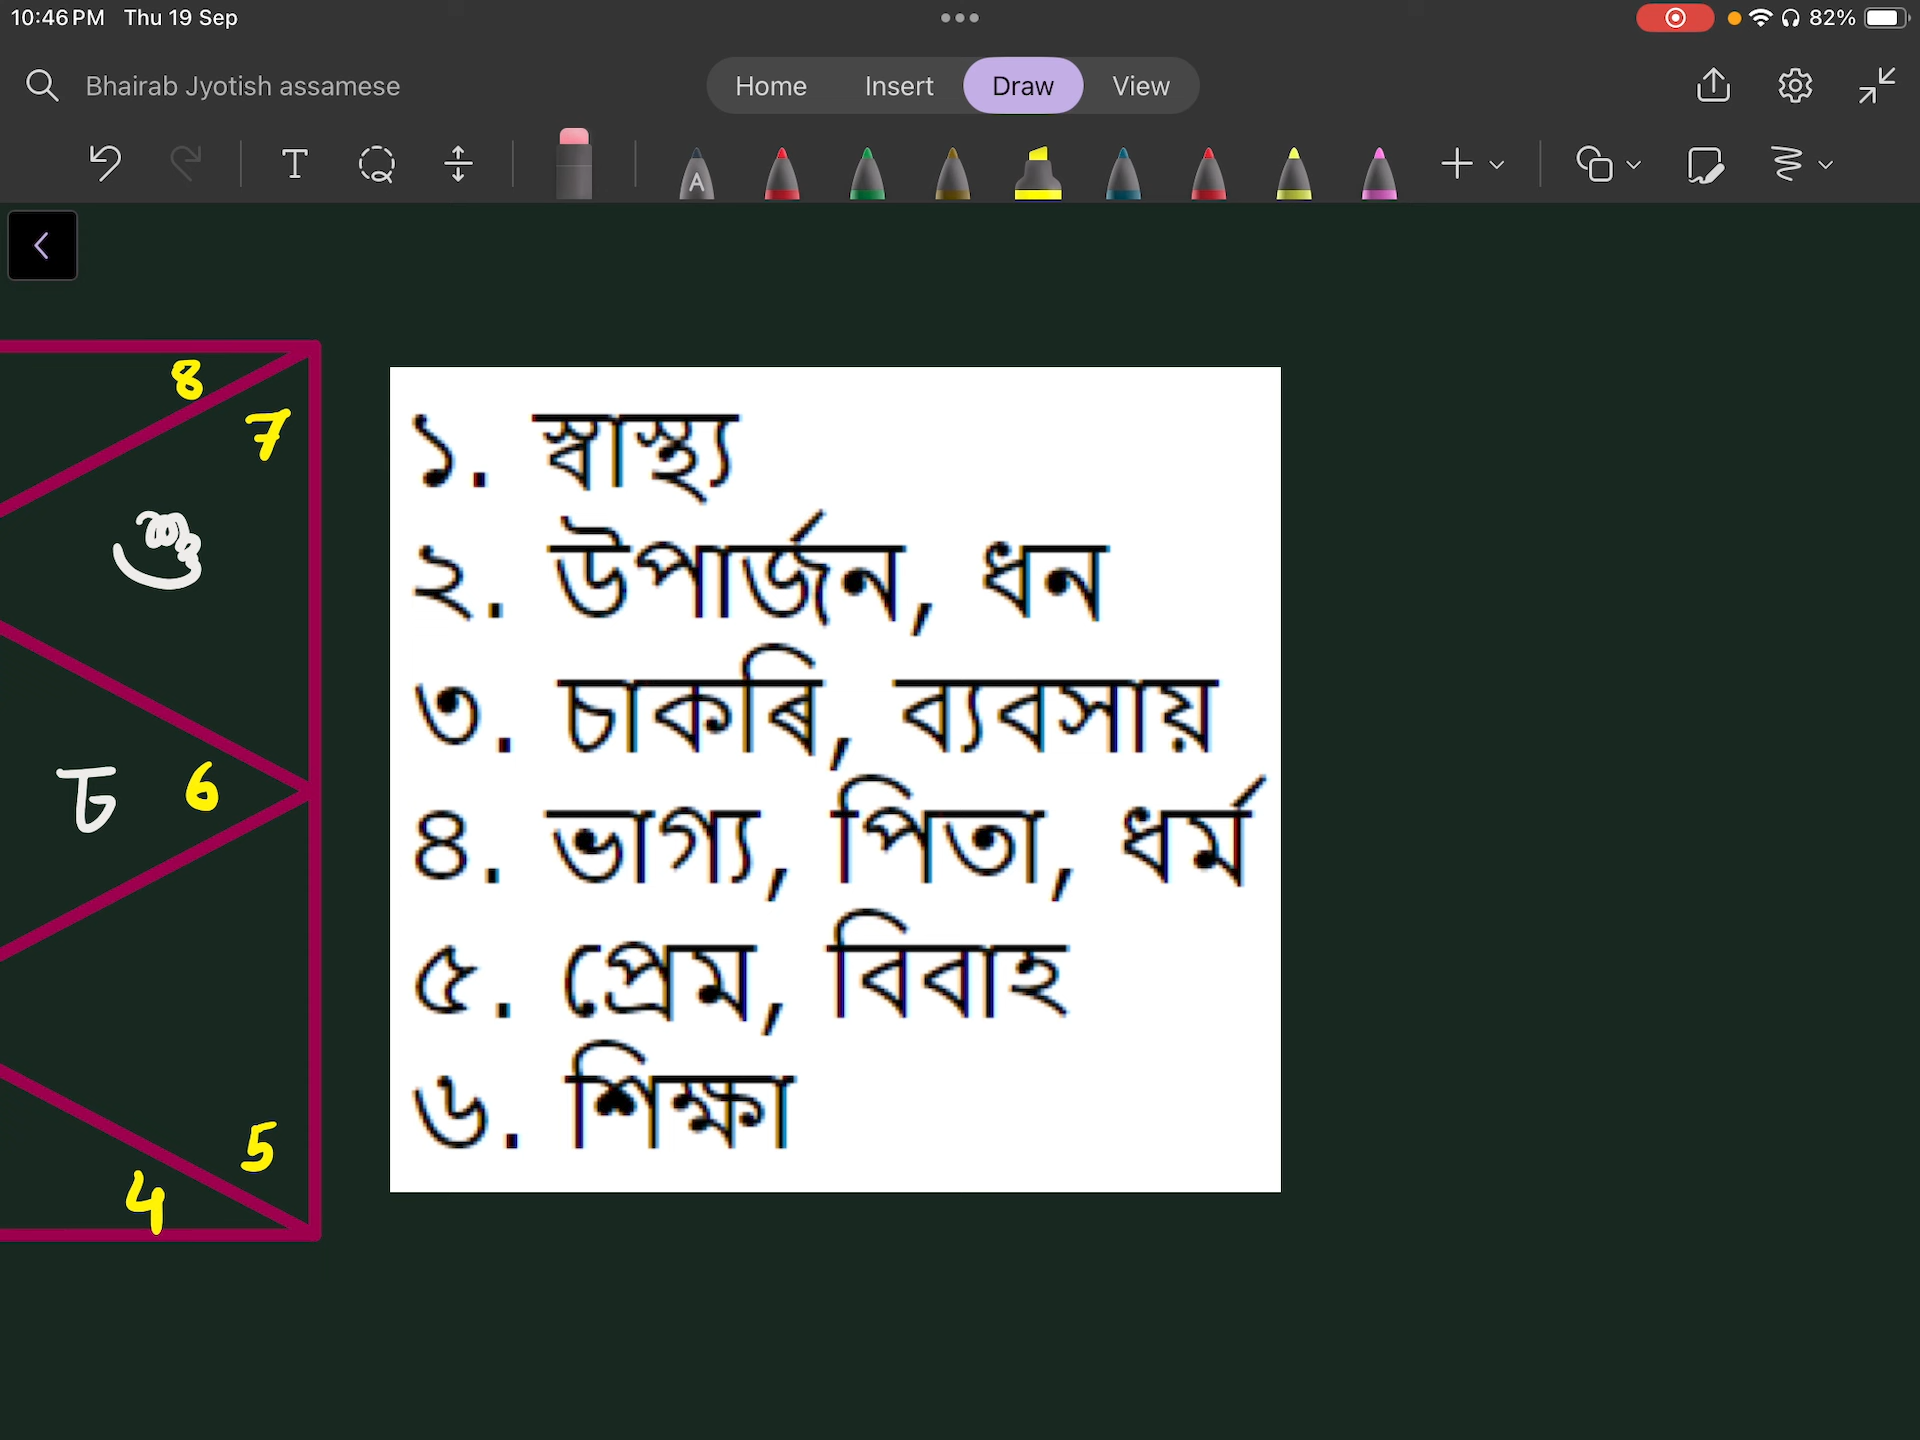 10:46 PM Thu 19 Sep 82%
Bhairab Jyotish assamese Home Insert Draw View
T A
8
7
6
5
4
১. স্বাস্থ্য
২. উপাৰ্জন, ধন
৩. চাকৰি, ব্যবসায়
৪. ভাগ্য, পিতা, ধৰ্ম
৫. প্ৰেম, বিবাহ
৬. শিক্ষা